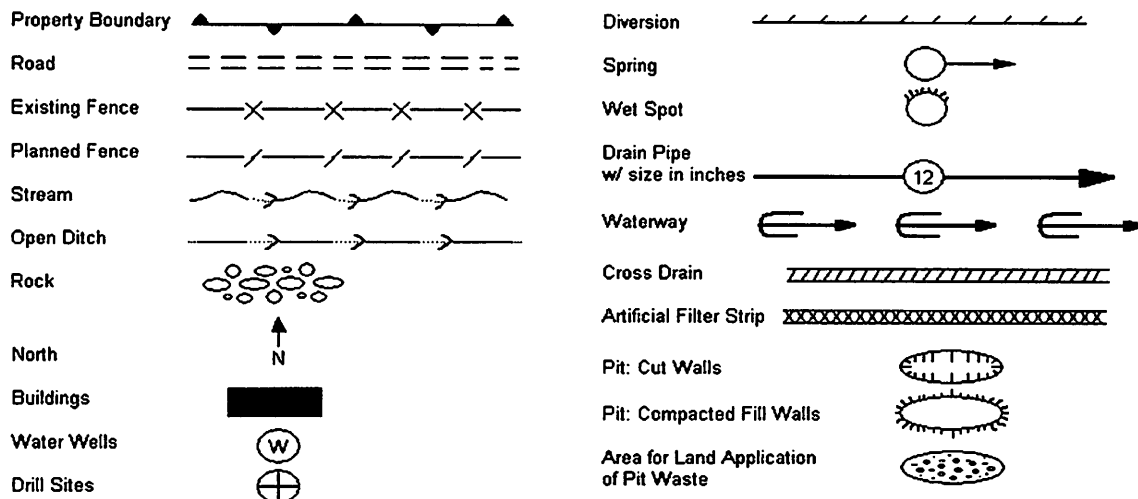 Property Boundary
Road
Existing Fence
Planned Fence
Stream
Open Ditch
Rock
North
N
Buildings
Water Wells
W
Drill Sites
Diversion
Spring
Wet Spot
Drain Pipe
w/ size in inches
12
Waterway
Cross Drain
Artificial Filter Strip
Pit: Cut Walls
Pit: Compacted Fill Walls
Area for Land Application
of Pit Waste